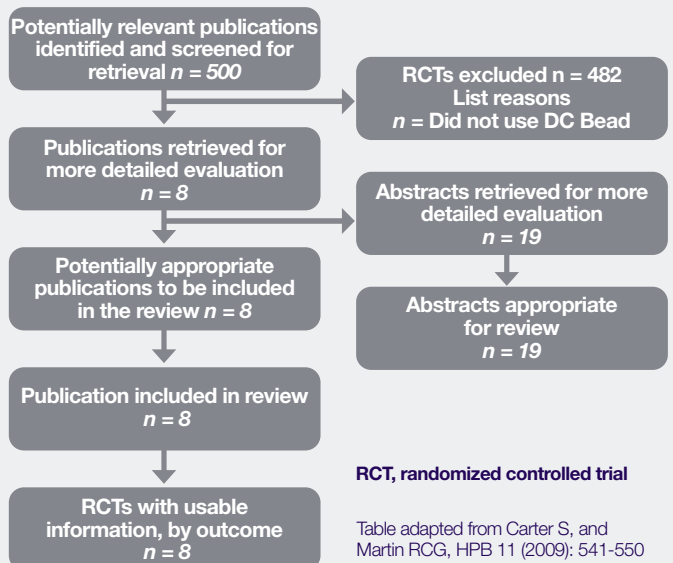 Potentially relevant publications
identified and screened for
retrieval n = 500
RCTs excluded n = 482
List reasons
n = Did not use DC Bead
Publications retrieved for
more detailed evaluation
n = 8
Abstracts retrieved for more
detailed evaluation
n = 19
Potentially appropriate
publications to be included
in the review n = 8
Abstracts appropriate
for review
n = 19
Publication included in review
n = 8
RCTs with usable
information, by outcome
n = 8
RCT, randomized controlled trial
Table adapted from Carter S, and
Martin RCG, HPB 11 (2009): 541-550